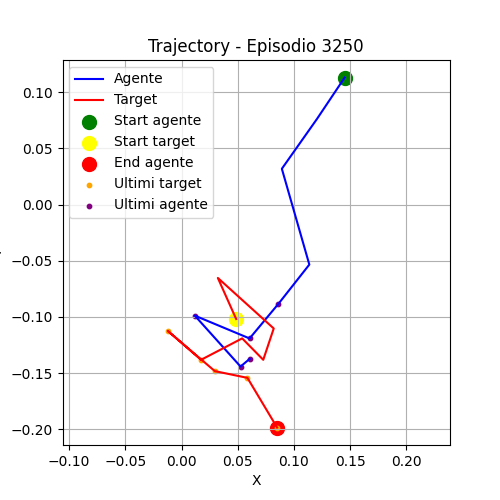 Trajectory - Episodio 3250
Agente
Target
Start agente
Start target
End agente
Ultimi target
Ultimi agente
0.10
0.05
0.00
−0.05
−0.10
−0.15
−0.20
−0.10
−0.05
0.00
0.05
0.10
0.15
0.20
X